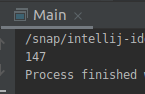 Main ×
/snap/intellij-id
147
Process finished